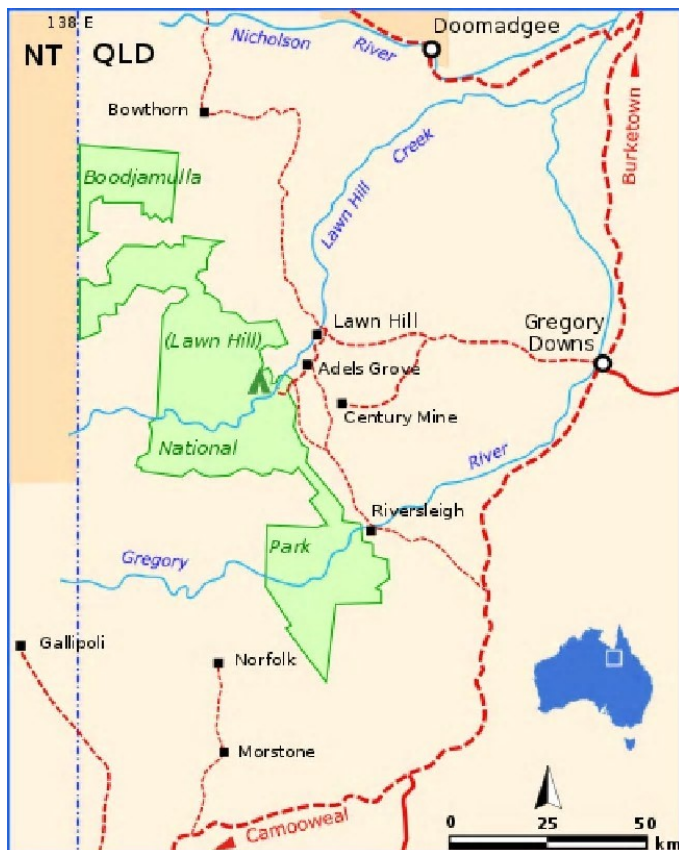 138 E
NT
QLD
Nicholson
River
Doomadgee
Bowthorn
Burketown
Creek
Lawn Hill
Boodjamulla
(Lawn Hill)
National
Park
Lawn Hill
Adels Grove
Century Mine
Gregory
Downs
River
Riversleigh
Gregory
Gallipoli
Norfolk
Morstone
Camooweal
0
25
50
km